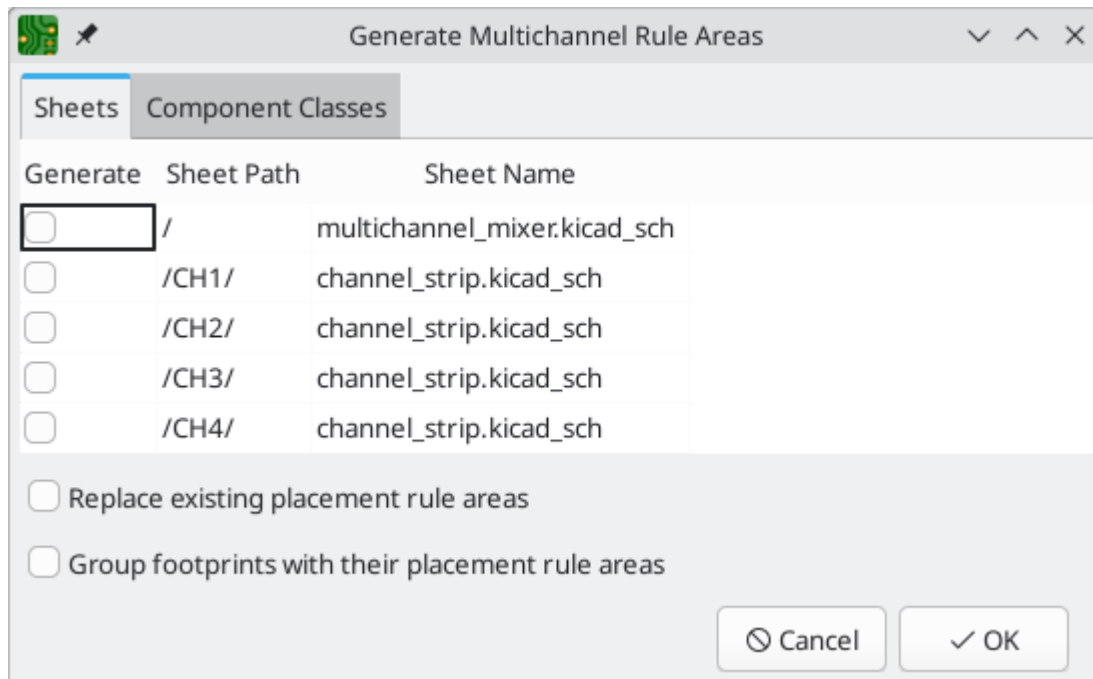 Generate Multichannel Rule Areas
Sheets Component Classes
Generate Sheet Path Sheet Name
/ multichannel_mixer.kicad_sch
/CH1/ channel_strip.kicad_sch
/CH2/ channel_strip.kicad_sch
/CH3/ channel_strip.kicad_sch
/CH4/ channel_strip.kicad_sch
Replace existing placement rule areas
Group footprints with their placement rule areas
Cancel OK